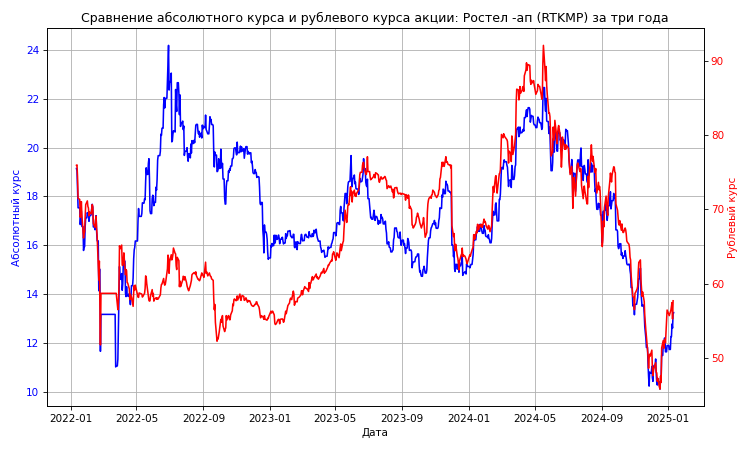 Сравнение абсолютного курса и рублевого курса акции: Ростел -ап (RTKMP) за три года
24
22
20
18
16
14
12
10
Абсолютный курс
90
80
70
60
50
Рублевый курс
2022-01 2022-05 2022-09 2023-01 2023-05 2023-09 2024-01 2024-05 2024-09 2025-01
Дата